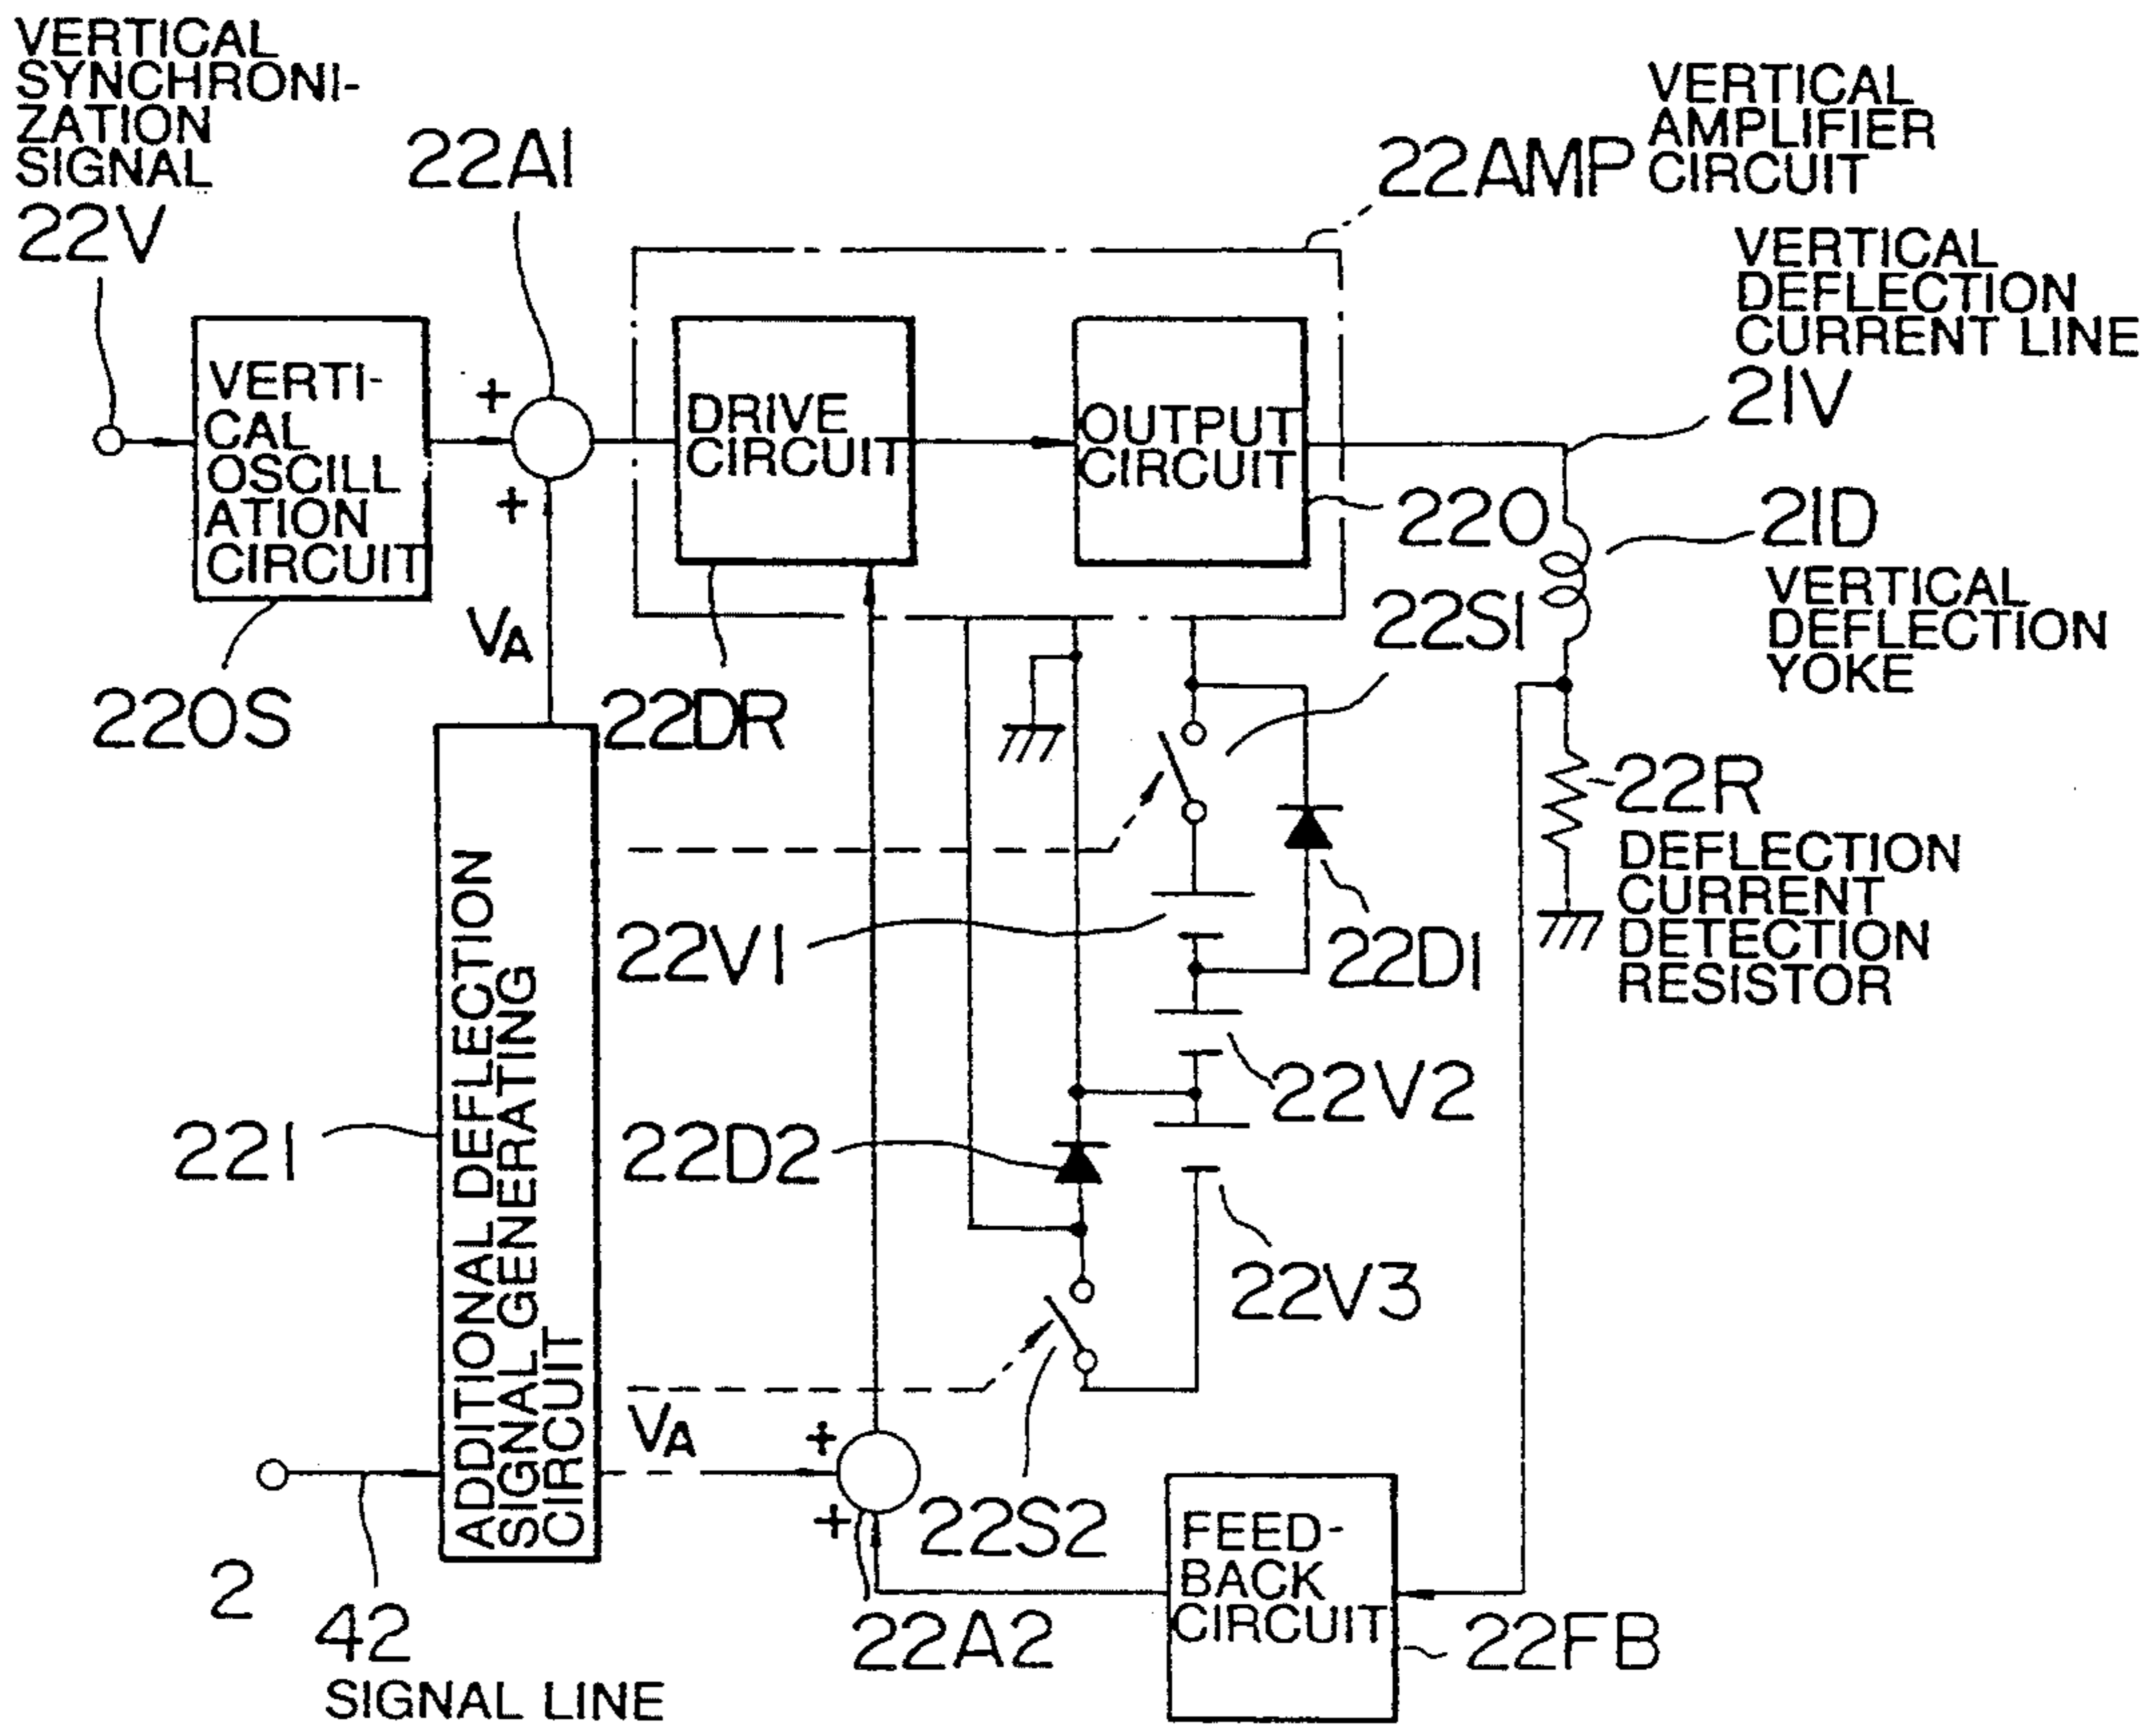 VERTICAL
SYNCHRONI-
ZATION
SIGNAL
22V
22A1
22AMP
VERTICAL
AMPLIFIER
CIRCUIT
VERTICAL
DEFLECTION
CURRENT LINE
21V
VERTI-
CAL
OSCILL
ATION
CIRCUIT
+
+
DRIVE
CIRCUIT
OUTPUT
CIRCUIT
220
21D
VERTICAL
DEFLECTION
YOKE
22S1
VA
22OS
22DR
22R
DEFLECTION
CURRENT
DETECTION
RESISTOR
22V1
22D1
22V2
221
ADDITIONAL DEFLECTION
SIGNAL GENERATING
CIRCUIT
22D2
22V3
VA
+
+
22S2
2
42
SIGNAL LINE
22A2
FEED-
BACK
CIRCUIT
22FB